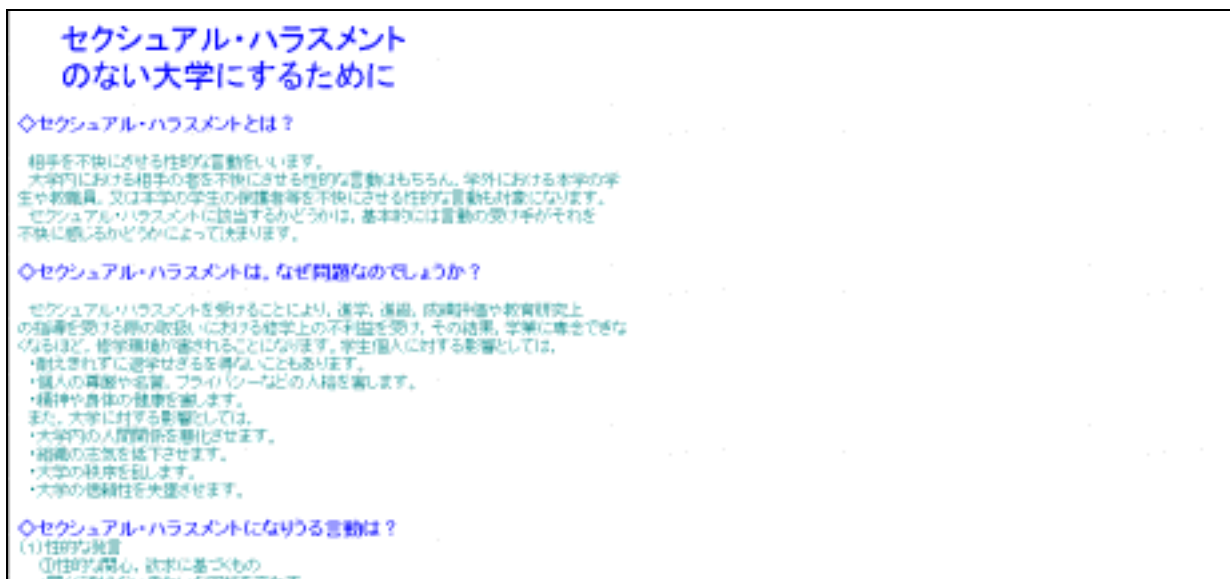 セクシュアル・ハラスメント
のない大学にするために
◇セクシュアル・ハラスメントとは？
相手を不快にさせる性的な言動をいいます。
大学内における相手の者を不快にさせる性的な言動はもちろん，学外における本学の学
生や教職員，又は本学の学生の保護者等を不快にさせる性的な言動も対象になります。
セクシュアル・ハラスメントに該当するかどうかは，基本的には言動の受け手がそれを
不快に感じるかどうかによって決まります。
◇セクシュアル・ハラスメントは，なぜ問題なのでしょうか？
セクシュアル・ハラスメントを受けることにより，進学，進級，成績評価や教育研究上
の指導を受ける際の取扱いにおける修学上の不利益を受け，その結果，学業に専念できな
くなるほど，修学環境が害されることになります。学生個人に対する影響としては，
・耐えきれずに退学せざるを得ないこともあります。
・個人の尊厳や名誉，プライバシーなどの人格を害します。
・精神や身体の健康を害します。
また，大学に対する影響としては，
・大学内の人間関係を悪化させます。
・組織の士気を低下させます。
・大学の秩序を乱します。
・大学の信頼性を失墜させます。
◇セクシュアル・ハラスメントになりうる言動は？
(1)性的な発言
①性的な関心，欲求に基づくもの